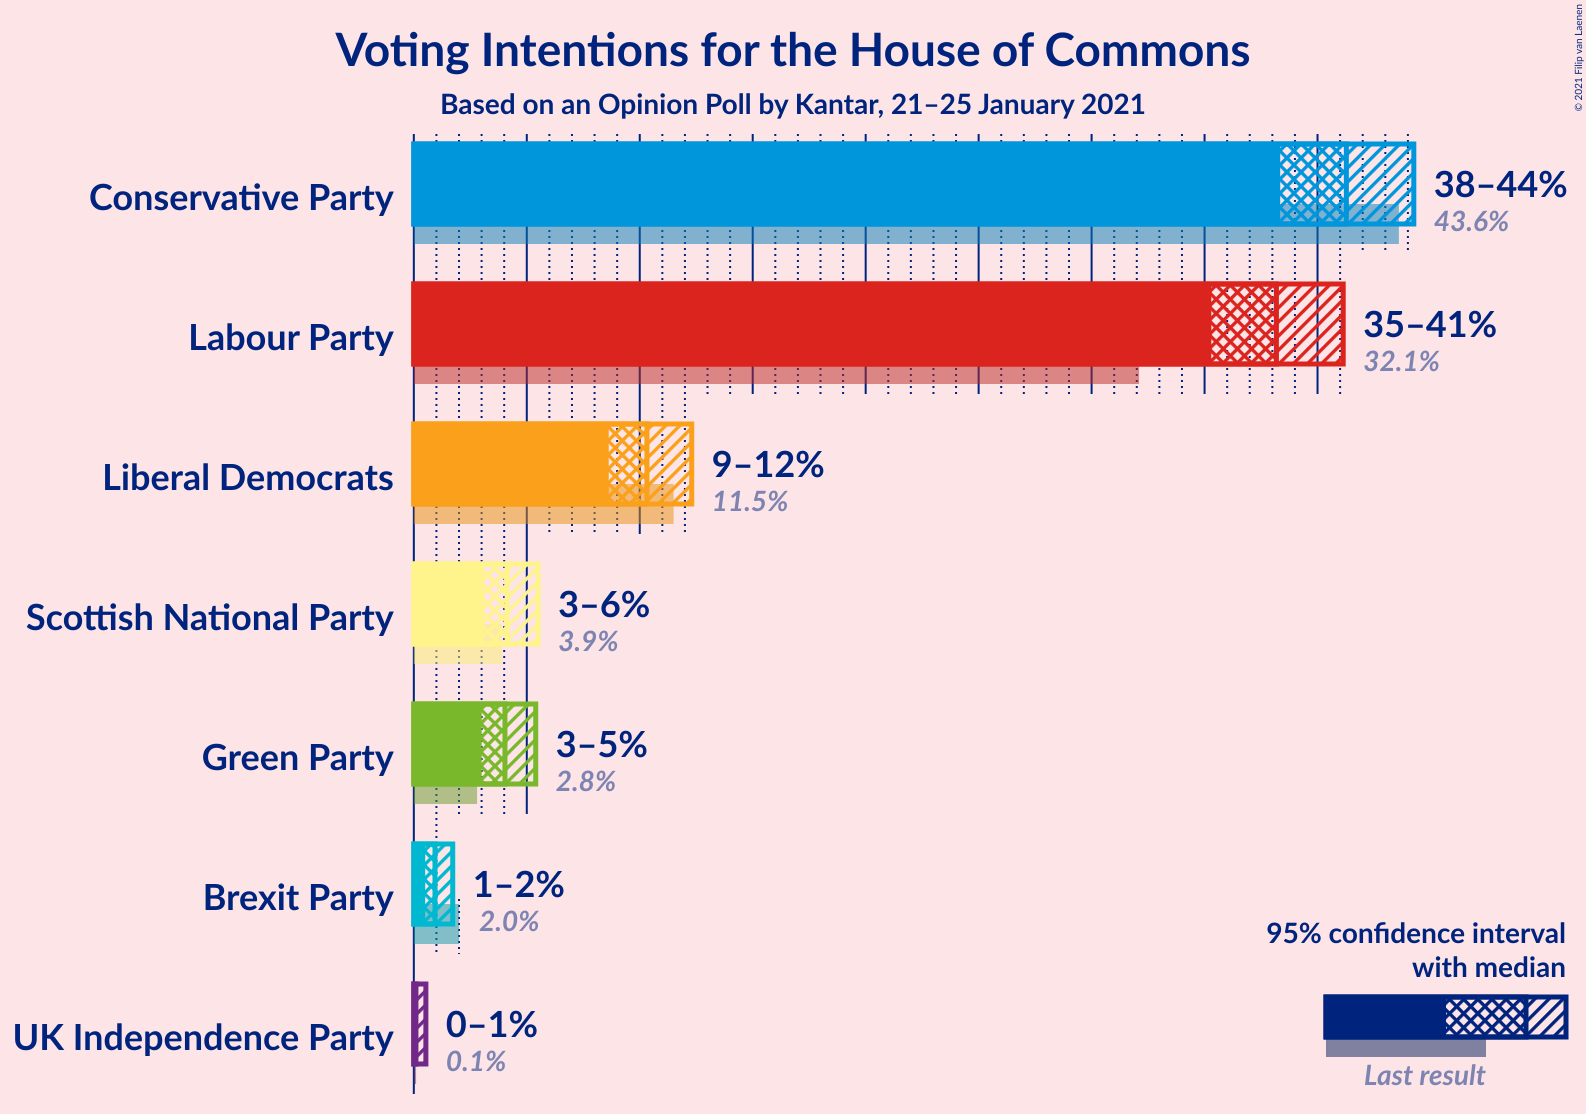 Voting Intentions for the House of Commons
Based on an Opinion Poll by Kantar, 21–25 January 2021
© 2021 Filip van Laenen
Conservative Party
38–44%
43.6%
Labour Party
35–41%
32.1%
Liberal Democrats
9–12%
11.5%
Scottish National Party
3–6%
3.9%
Green Party
3–5%
2.8%
Brexit Party
1–2%
2.0%
UK Independence Party
0–1%
0.1%
95% confidence interval
with median
Last result